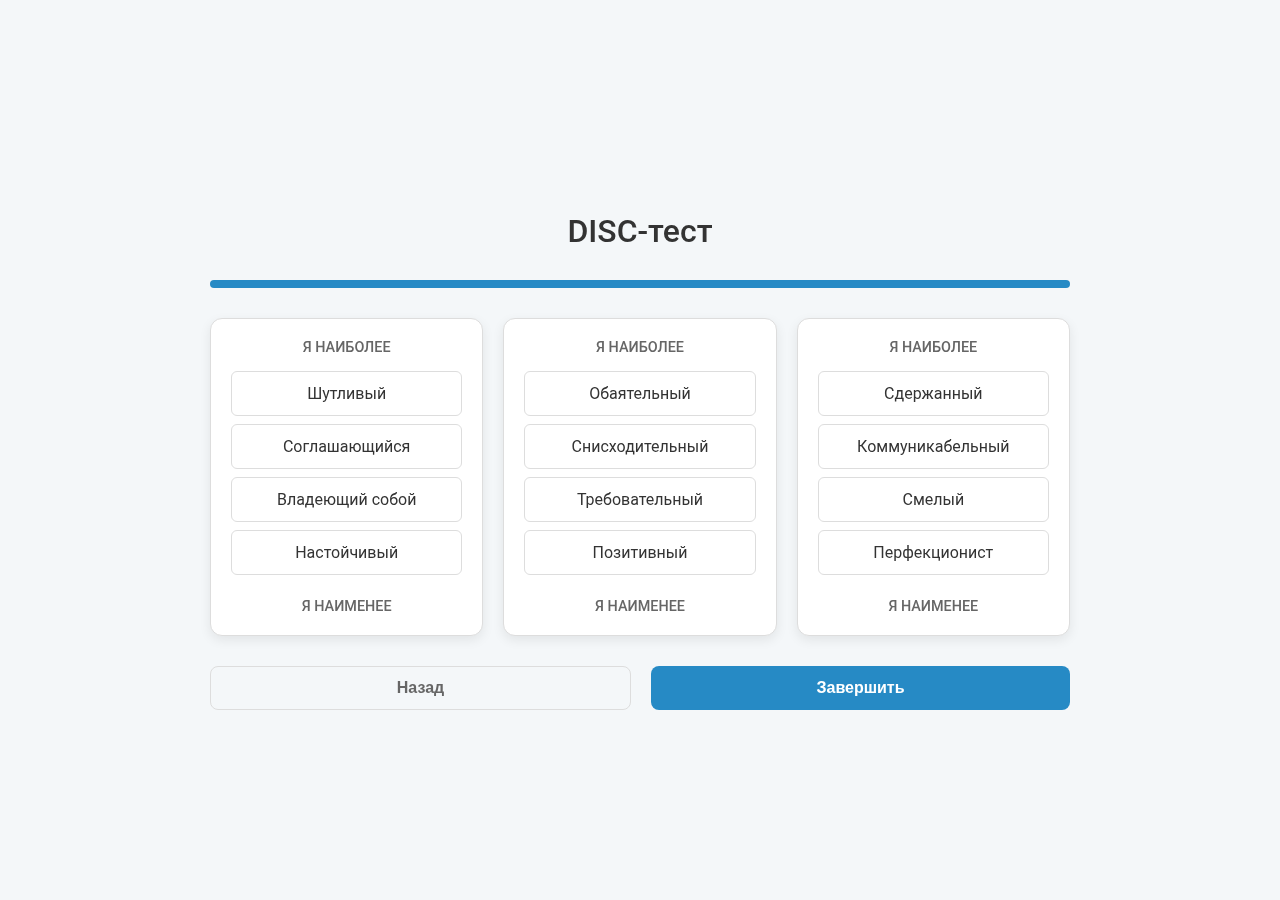 DISC-тест
Я НАИБОЛЕЕ
Шутливый
Соглашающийся
Владеющий собой
Настойчивый
Я НАИМЕНЕЕ
Я НАИБОЛЕЕ
Обаятельный
Снисходительный
Требовательный
Позитивный
Я НАИМЕНЕЕ
Я НАИБОЛЕЕ
Сдержанный
Коммуникабельный
Смелый
Перфекционист
Я НАИМЕНЕЕ
Назад
Завершить